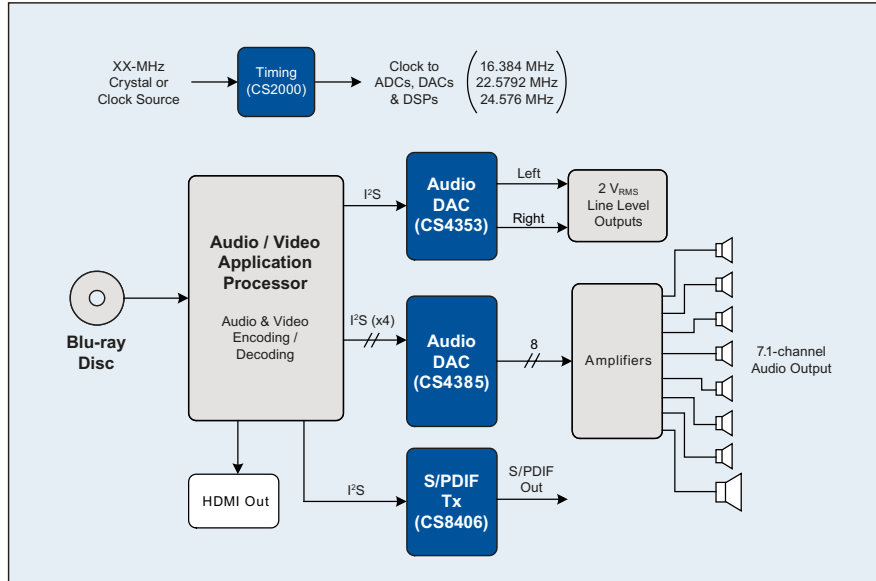 XX-MHz
Crystal or
Clock Source
Timing
(CS2000)
Clock to
ADCs, DACs
& DSPs
16.384 MHz
22.5792 MHz
24.576 MHz
Blu-ray
Disc
Audio / Video
Application
Processor
Audio & Video
Encoding /
Decoding
I²S
Audio
DAC
(CS4353)
Left
Right
2 VRMS
Line Level
Outputs
I²S (x4)
Audio
DAC
(CS4385)
8
Amplifiers
7.1-channel
Audio Output
HDMI Out
I²S
S/PDIF
Tx
(CS8406)
S/PDIF
Out